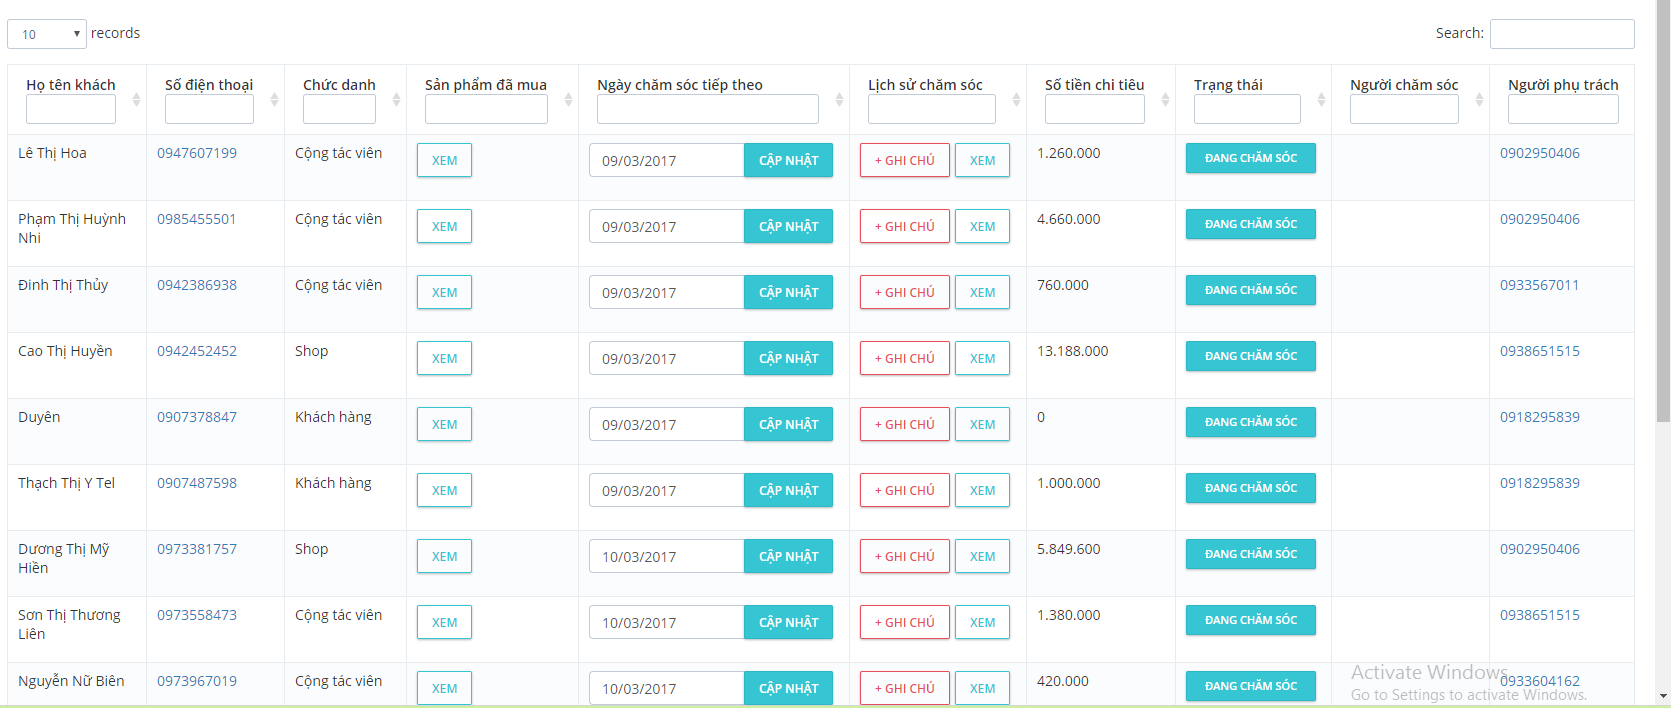 10 records Search:
Họ tên khách Số điện thoại Chức danh Sản phẩm đã mua Ngày chăm sóc tiếp theo Lịch sử chăm sóc Số tiền chi tiêu Trạng thái Người chăm sóc Người phụ trách
Lê Thị Hoa 0947607199 Cộng tác viên XEM 09/03/2017 CẬP NHẬT + GHI CHÚ XEM 1.260.000 ĐANG CHĂM SÓC 0902950406
Phạm Thị Huỳnh 0985455501 Cộng tác viên XEM 09/03/2017 CẬP NHẬT + GHI CHÚ XEM 4.660.000 ĐANG CHĂM SÓC 0902950406
Nhi
Đinh Thị Thủy 0942386938 Cộng tác viên XEM 09/03/2017 CẬP NHẬT + GHI CHÚ XEM 760.000 ĐANG CHĂM SÓC 0933567011
Cao Thị Huyền 0942452452 Shop XEM 09/03/2017 CẬP NHẬT + GHI CHÚ XEM 13.188.000 ĐANG CHĂM SÓC 0938651515
Duyên 0907378847 Khách hàng XEM 09/03/2017 CẬP NHẬT + GHI CHÚ XEM 0 ĐANG CHĂM SÓC 0918295839
Thạch Thị Y Tel 0907487598 Khách hàng XEM 09/03/2017 CẬP NHẬT + GHI CHÚ XEM 1.000.000 ĐANG CHĂM SÓC 0918295839
Dương Thị Mỹ 0973381757 Shop XEM 10/03/2017 CẬP NHẬT + GHI CHÚ XEM 5.849.600 ĐANG CHĂM SÓC 0902950406
Hiền
Sơn Thị Thương 0973558473 Cộng tác viên XEM 10/03/2017 CẬP NHẬT + GHI CHÚ XEM 1.380.000 ĐANG CHĂM SÓC 0938651515
Liên
Nguyễn Nữ Biên 0973967019 Cộng tác viên XEM 10/03/2017 CẬP NHẬT + GHI CHÚ XEM 420.000 ĐANG CHĂM SÓC 0933604162
Activate Windows
Go to Settings to activate Windows.